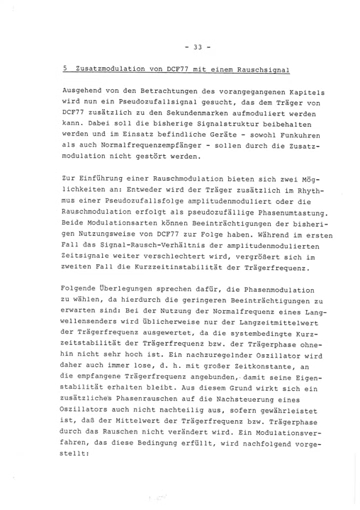 - 33 -
5 Zusatzmodulation von DCF77 mit einem Rauschsignal
Ausgehend von den Betrachtungen des vorangegangenen Kapitels
wird nun ein Pseudozufallsignal gesucht, das dem Träger von
DCF77 zusätzlich zu den Sekundenmarken aufmoduliert werden
kann. Dabei soll die bisherige Signalstruktur beibehalten
werden und im Einsatz befindliche Geräte - sowohl Funkuhren
als auch Normalfrequenzempfänger - sollen durch die Zusatz-
modulation nicht gestört werden.
Zur Einführung einer Rauschmodulation bieten sich zwei Mög-
lichkeiten an: Entweder wird der Träger zusätzlich im Rhyth-
mus einer Pseudozufallsfolge amplitudenmoduliert oder die
Rauschmodulation erfolgt als pseudozufällige Phasenumtastung.
Beide Modulationsarten können Beeinträchtigungen der bisheri-
gen Nutzungsweise von DCF77 zur Folge haben. Während im ersten
Fall das Signal-Rausch-Verhältnis der amplitudenmodulierten
Zeitsignale weiter verschlechtert wird, vergrößert sich im
zweiten Fall die Kurzzeitinstabilität der Trägerfrequenz.
Folgende Überlegungen sprechen dafür, die Phasenmodulation
zu wählen, da hierdurch die geringeren Beeinträchtigungen zu
erwarten sind: Bei der Nutzung der Normalfrequenz eines Lang-
wellensenders wird üblicherweise nur der Langzeitmittelwert
der Trägerfrequenz ausgewertet, da die systembedingte Kurz-
zeitstabilität der Trägerfrequenz bzw. der Trägerphase ohne-
hin nicht sehr hoch ist. Ein nachzuregelnder Oszillator wird
daher auch immer lose, d. h. mit großer Zeitkonstante, an
die empfangene Trägerfrequenz angebunden, damit seine Eigen-
stabilität erhalten bleibt. Aus diesem Grund wirkt sich ein
zusätzliches Phasenrauschen auf die Nachsteuerung eines
Oszillators auch nicht nachteilig aus, sofern gewährleistet
ist, daß der Mittelwert der Trägerfrequenz bzw. Trägerphase
durch das Rauschen nicht verändert wird. Ein Modulationsver-
fahren, das diese Bedingung erfüllt, wird nachfolgend vorge-
stellt: